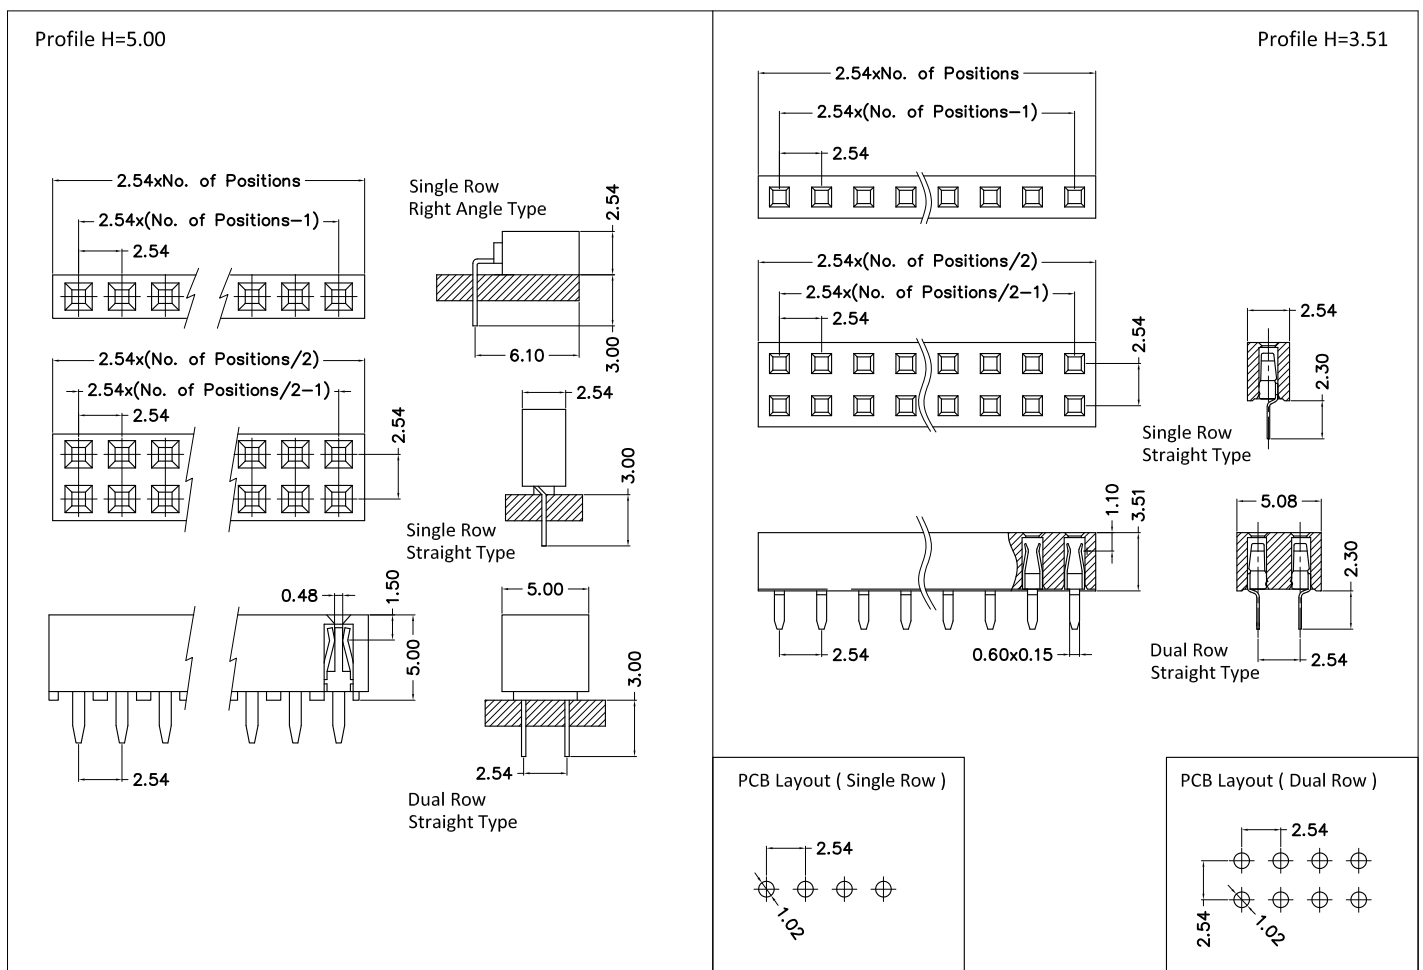 Profile H=5.00
2.54xNo. of Positions
2.54x(No. of Positions-1)
2.54
Single Row
Right Angle Type
2.54
3.00
6.10
2.54x(No. of Positions/2)
2.54x(No. of Positions/2-1)
2.54
2.54
2.54
3.00
Single Row
Straight Type
0.48
1.50
5.00
2.54
5.00
3.00
2.54
Dual Row
Straight Type
Profile H=3.51
2.54xNo. of Positions
2.54x(No. of Positions-1)
2.54
2.54x(No. of Positions/2)
2.54x(No. of Positions/2-1)
2.54
2.54
2.54
2.30
Single Row
Straight Type
1.10
3.51
2.54
0.60x0.15
5.08
2.30
2.54
Dual Row
Straight Type
PCB Layout ( Single Row )
2.54
1.02
PCB Layout ( Dual Row )
2.54
2.54
1.02